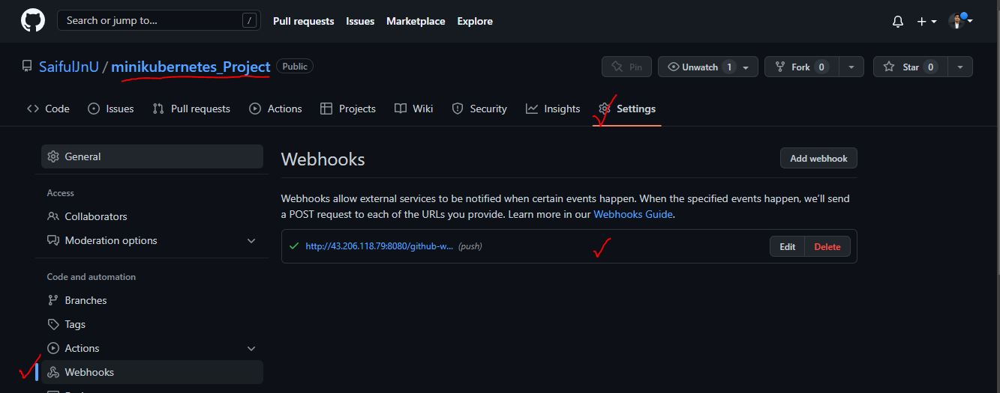 Search or jump to... /
Pull requests Issues Marketplace Explore
SaifulJnU / minikubernetes_Project Public
Pin Unwatch 1 Fork 0 Star 0
Code Issues Pull requests Actions Projects Wiki Security Insights Settings
General
Access
Collaborators
Moderation options
Code and automation
Branches
Tags
Actions
Webhooks
Webhooks Add webhook
Webhooks allow external services to be notified when certain events happen. When the specified events happen, we'll send
a POST request to each of the URLs you provide. Learn more in our Webhooks Guide.
http://43.206.118.79:8080/github-w... (push) Edit Delete